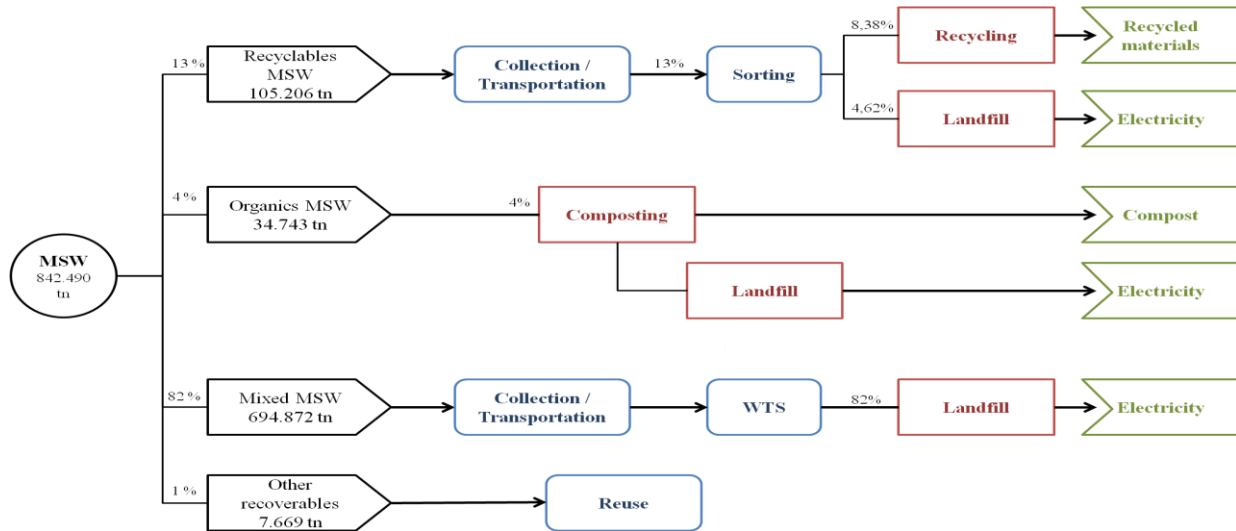 MSW
842.490
tn
13 %
Recyclables
MSW
105.206 tn
Collection /
Transportation
13%
Sorting
8,38%
Recycling
Recycled
materials
4,62%
Landfill
Electricity
4 %
Organics MSW
34.743 tn
4%
Composting
Compost
Landfill
Electricity
82 %
Mixed MSW
694.872 tn
Collection /
Transportation
WTS
82%
Landfill
Electricity
1 %
Other
recoverables
7.669 tn
Reuse